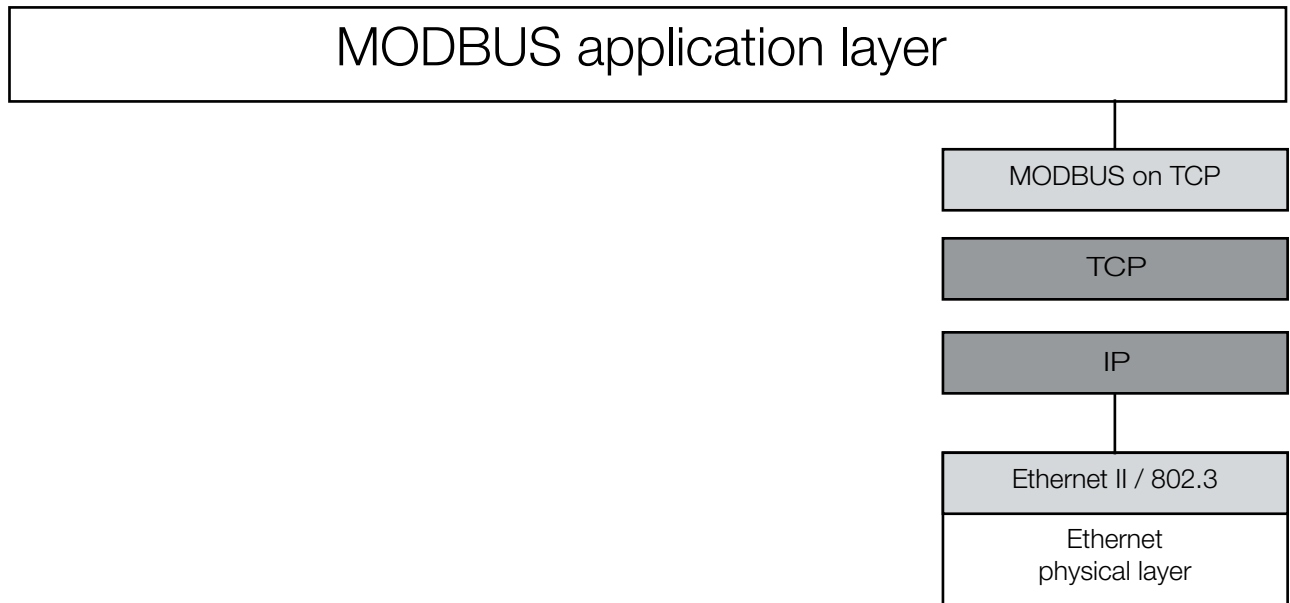 MODBUS application layer
MODBUS on TCP
TCP
IP
Ethernet II / 802.3
Ethernet
physical layer